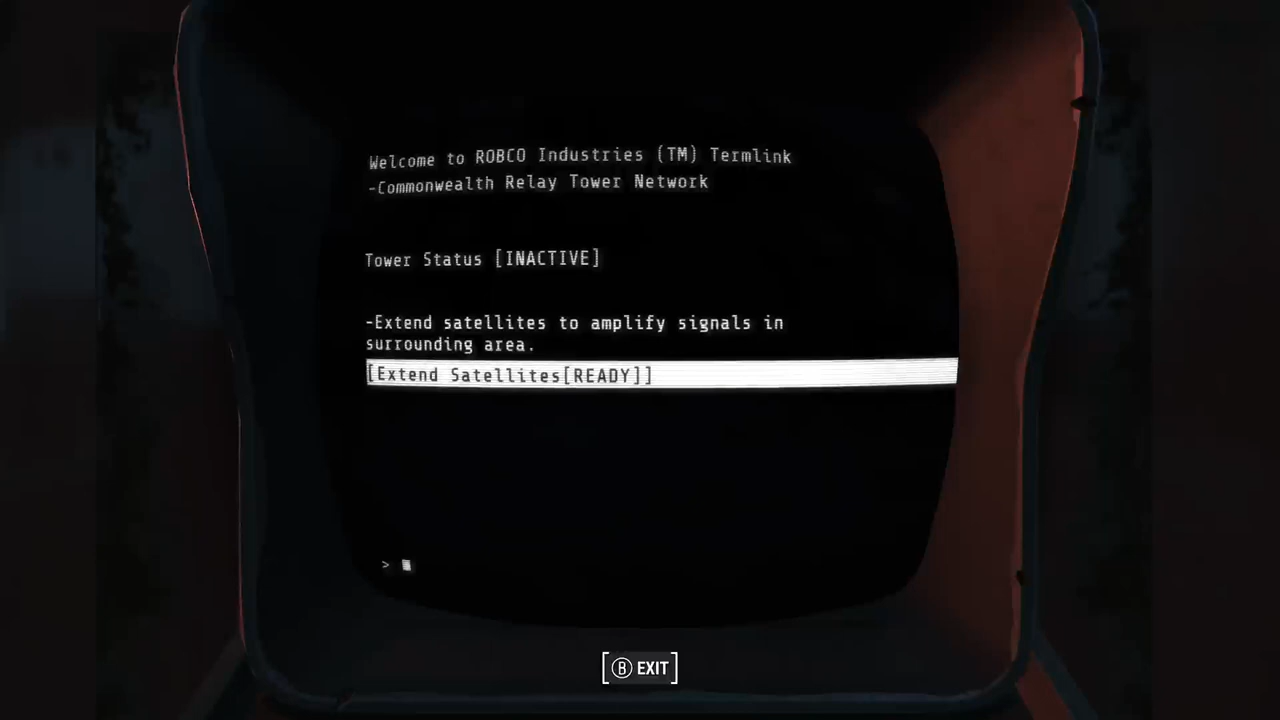 Welcome to ROBCO Industries (TM) Termlink
-Commonwealth Relay Tower Network
Tower Status [INACTIVE]
-Extend satellites to amplify signals in
surrounding area.
[Extend Satellites[READY]]
>
[Ⓑ EXIT]